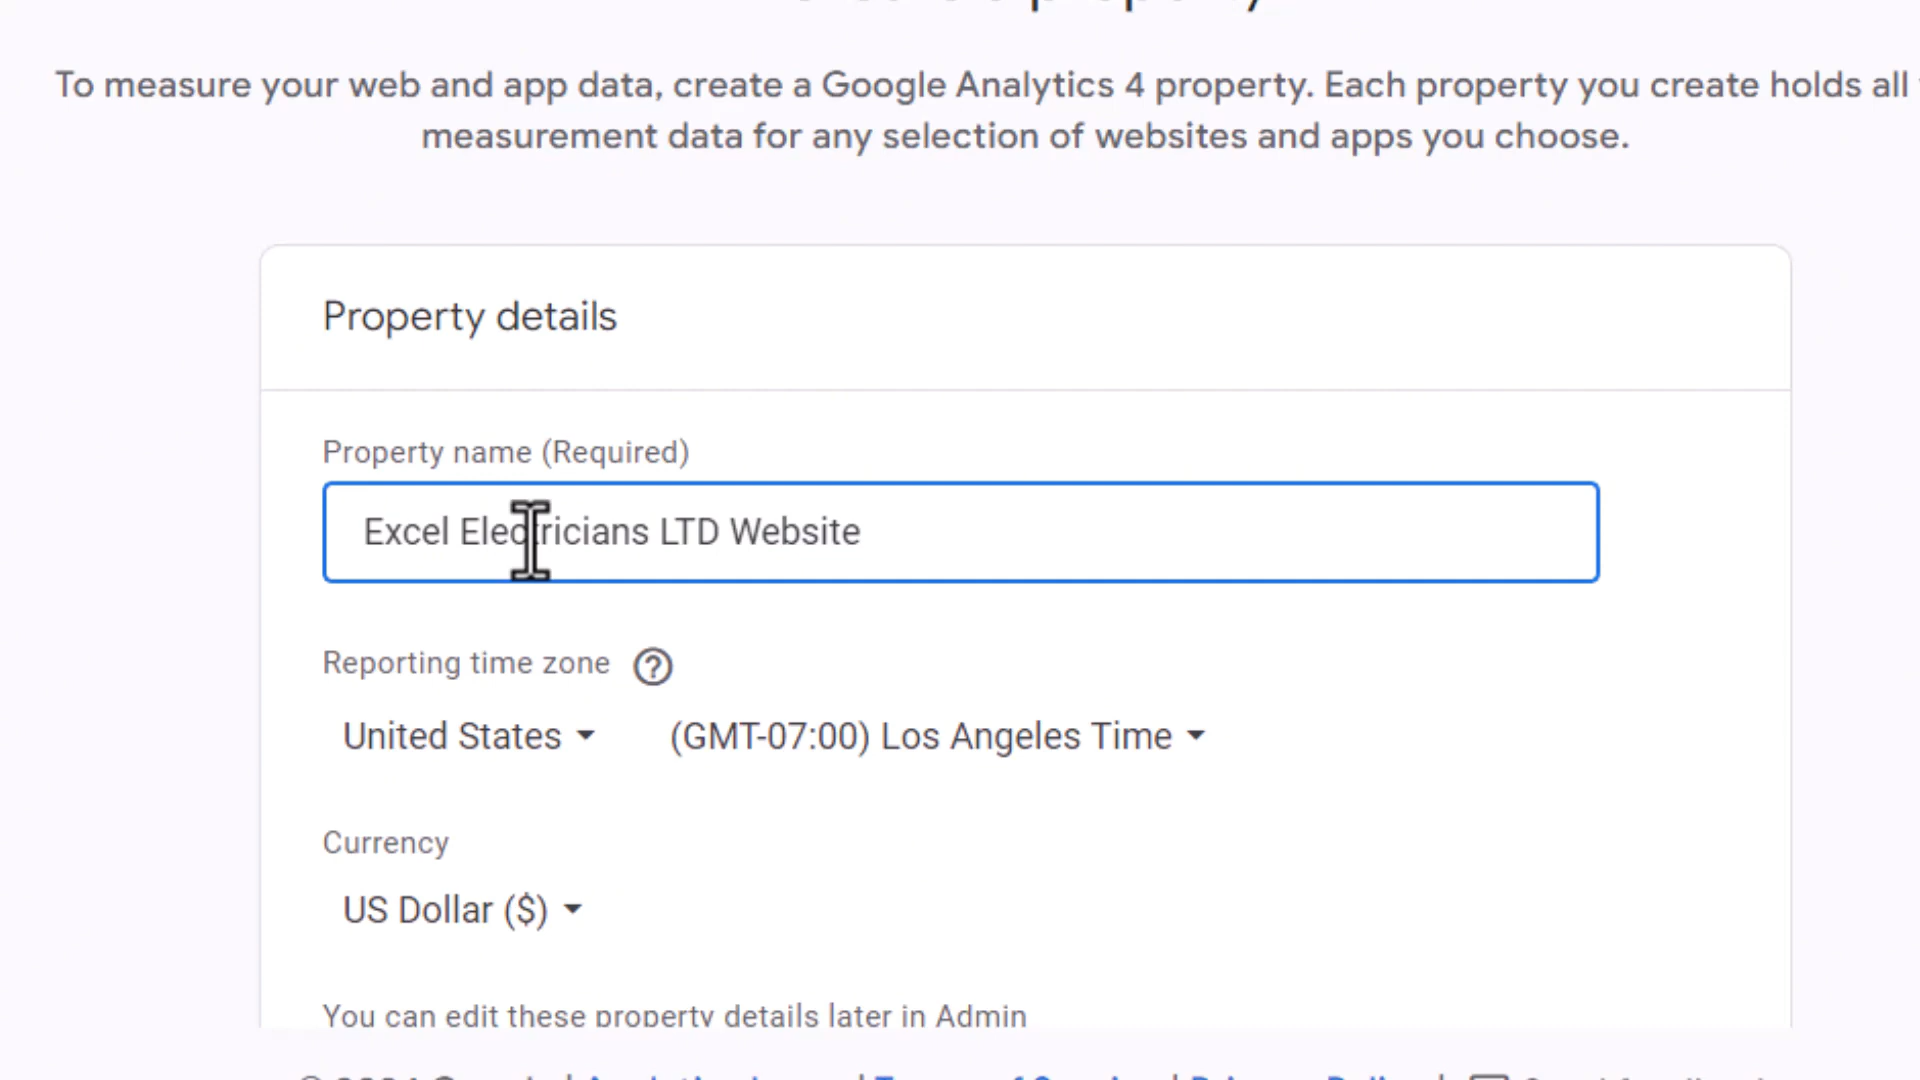 To measure your web and app data, create a Google Analytics 4 property. Each property you create holds all
measurement data for any selection of websites and apps you choose.
Property details
Property name (Required)
Excel Electricians LTD Website
Reporting time zone
United States (GMT-07:00) Los Angeles Time
Currency
US Dollar ($)
You can edit these property details later in Admin